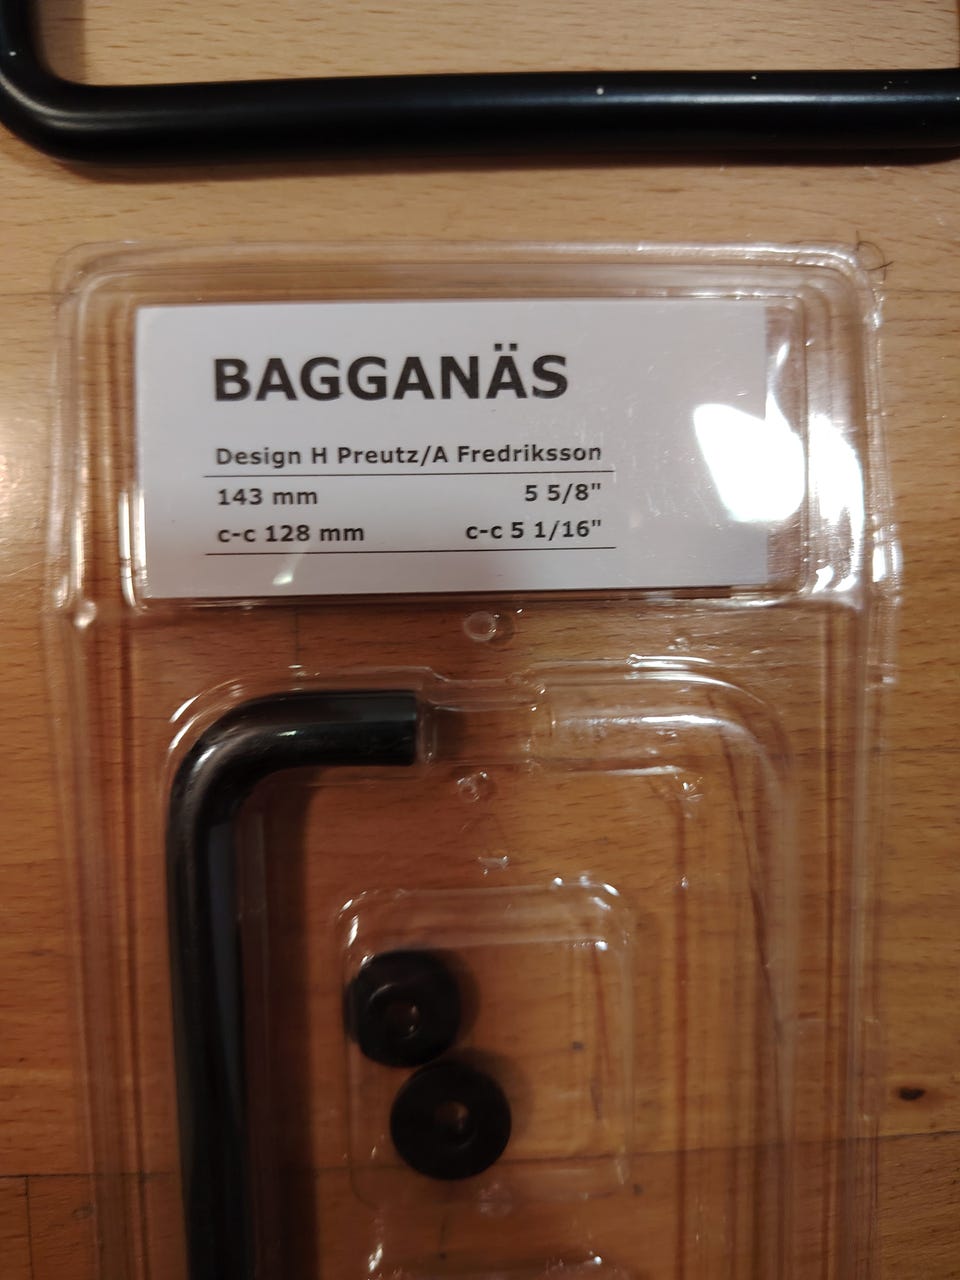 BAGGANÄS
Design H Preutz/A Fredriksson
143 mm 5 5/8"
c-c 128 mm c-c 5 1/16"